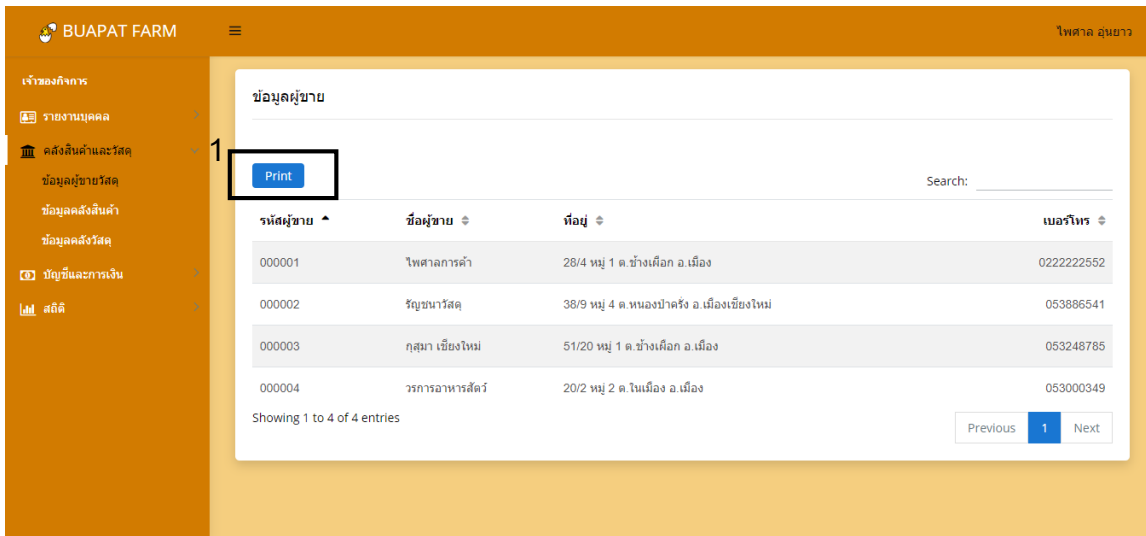 BUAPAT FARM
ไพศาล อุ่นยาว
เจ้าของกิจการ
รายงานบุคคล
คลังสินค้าและวัสดุ
ข้อมูลผู้ขายวัสดุ
ข้อมูลคลังสินค้า
ข้อมูลคลังวัสดุ
บัญชีและการเงิน
สถิติ
ข้อมูลผู้ขาย
1
Print
Search:
รหัสผู้ขาย ชื่อผู้ขาย ที่อยู่ เบอร์โทร
000001 ไพศาลการค้า 28/4 หมู่ 1 ต.ช้างเผือก อ.เมือง 0222222552
000002 รัญชนาวัสดุ 38/9 หมู่ 4 ต.หนองป่าครั่ง อ.เมืองเชียงใหม่ 053886541
000003 กุสุมา เชียงใหม่ 51/20 หมู่ 1 ต.ช้างเผือก อ.เมือง 053248785
000004 วรการอาหารสัตว์ 20/2 หมู่ 2 ต.ในเมือง อ.เมือง 053000349
Showing 1 to 4 of 4 entries
Previous 1 Next